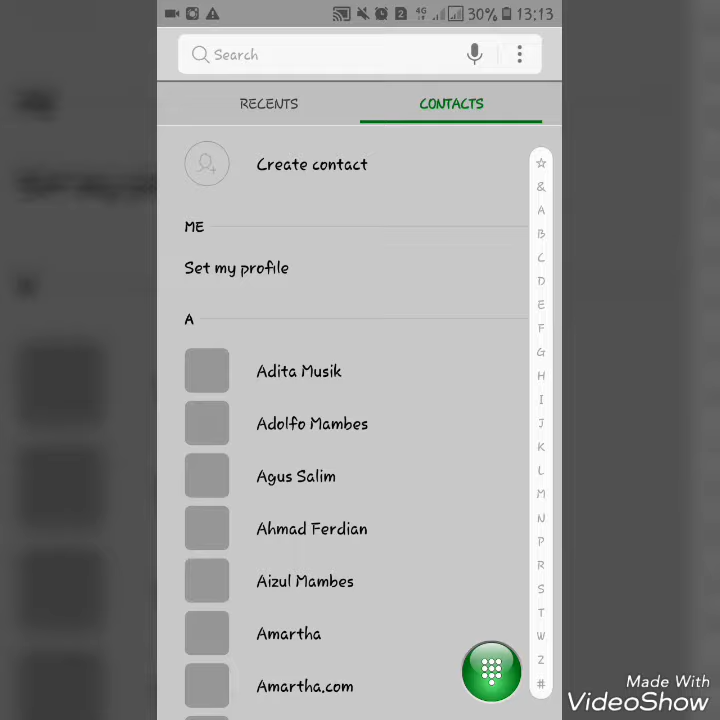 4G 30% 13:13
Search
RECENTS CONTACTS
Create contact
ME
Set my profile
A
Adita Musik
Adolfo Mambes
Agus Salim
Ahmad Ferdian
Aizul Mambes
Amartha
Amartha.com
&
A
B
C
D
E
F
G
H
I
J
K
L
M
N
P
R
S
T
W
Z
#
Made With
VideoShow